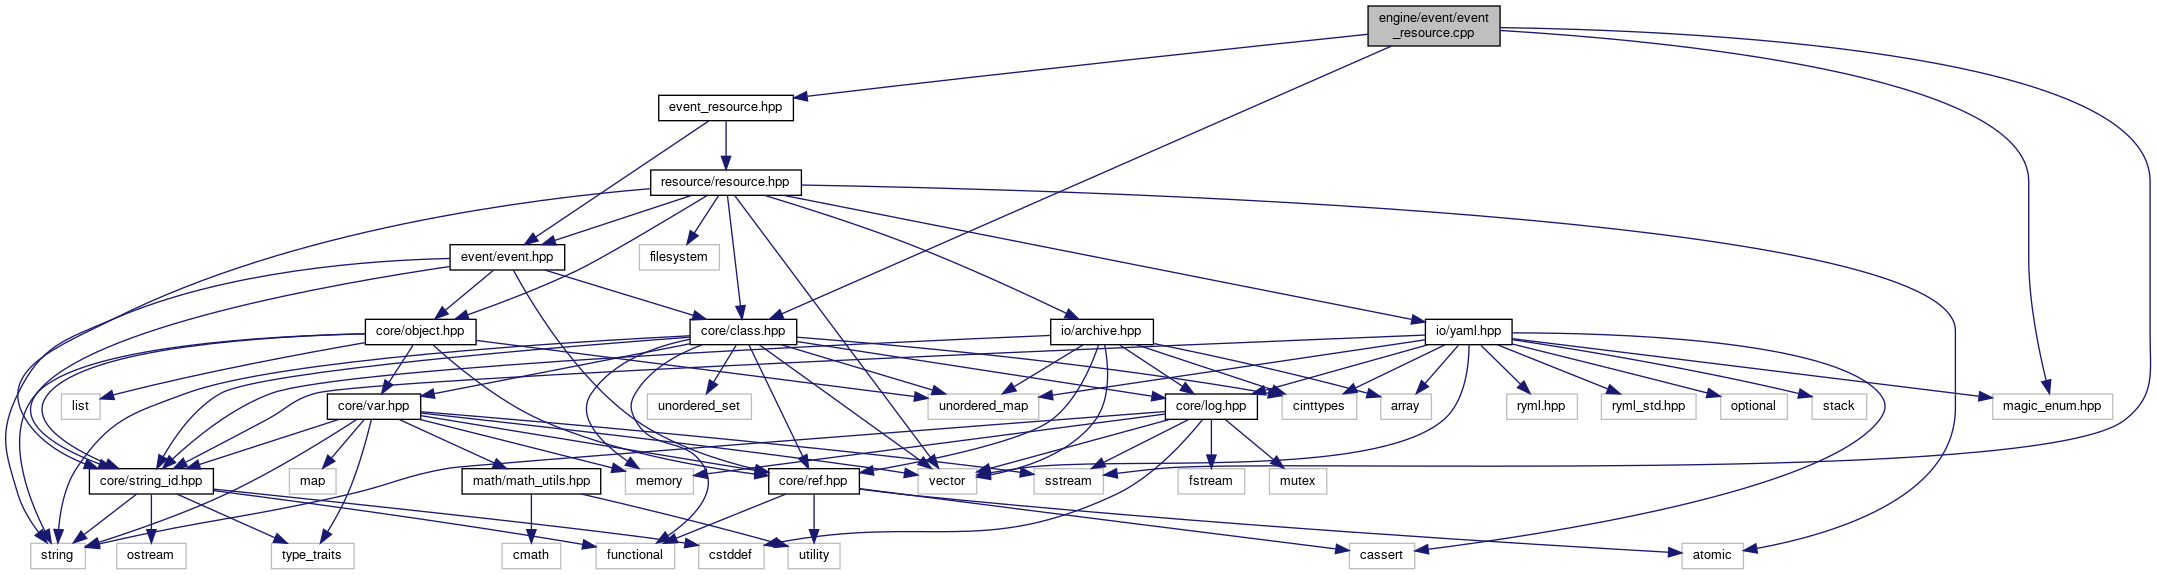 engine/event/event
_resource.cpp
event_resource.hpp
resource/resource.hpp
event/event.hpp
filesystem
core/object.hpp
core/class.hpp
io/archive.hpp
io/yaml.hpp
list
core/var.hpp
unordered_set
unordered_map
core/log.hpp
cinttypes
array
ryml.hpp
ryml_std.hpp
optional
stack
magic_enum.hpp
core/string_id.hpp
map
math/math_utils.hpp
memory
core/ref.hpp
vector
sstream
fstream
mutex
string
ostream
type_traits
cmath
functional
cstddef
utility
cassert
atomic